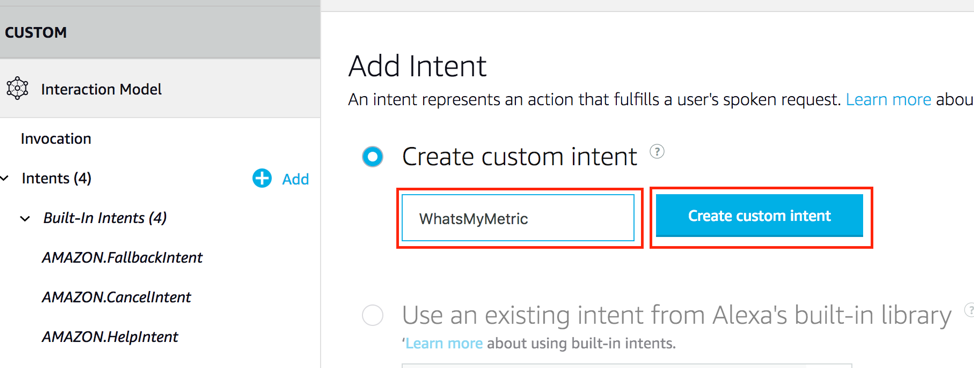 CUSTOM
Interaction Model
Invocation
Intents (4)
Add
Built-In Intents (4)
AMAZON.FallbackIntent
AMAZON.CancelIntent
AMAZON.HelpIntent
Add Intent
An intent represents an action that fulfills a user's spoken request. Learn more abou
Create custom intent ?
WhatsMyMetric
Create custom intent
Use an existing intent from Alexa's built-in library ?
'Learn more about using built-in intents.